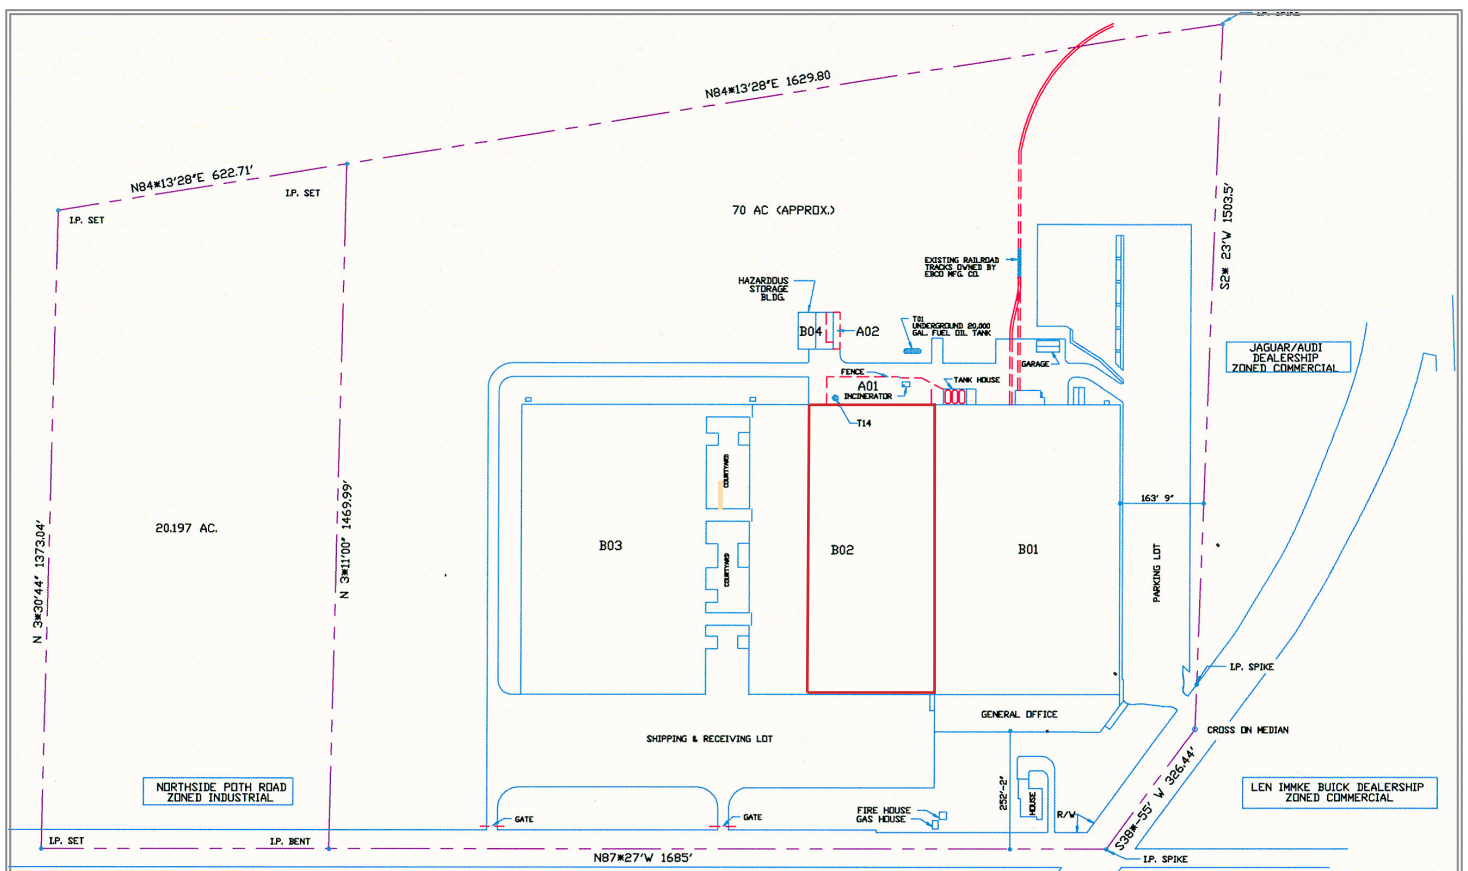 I.P. SPIKE
N84*13'28"E 1629.80
N84*13'28"E 622.71'
I.P. SET
I.P. SET
70 AC (APPROX.)
S2* 23'W 1503.5'
EXISTING RAILROAD
TRACKS OWNED BY
EBCO MFG. CO.
HAZARDOUS
STORAGE
BLDG.
B04
A02
T01
UNDERGROUND 20,000
GAL. FUEL OIL TANK
JAGUAR/AUDI
DEALERSHIP
ZONED COMMERCIAL
GARAGE
FENCE
TANK HOUSE
A01
INCINERATOR
T14
COURTYARD
163' 9"
20.197 AC.
N 3*30'44" 1373.04'
N 3*11'00" 1469.99'
B03
B02
B01
COURTYARD
PARKING LOT
I.P. SPIKE
GENERAL OFFICE
CROSS ON MEDIAN
SHIPPING & RECEIVING LOT
NORTHSIDE POTH ROAD
ZONED INDUSTRIAL
252'-2"
HOUSE
S38*-55' W 326.44'
LEN IMMKE BUICK DEALERSHIP
ZONED COMMERCIAL
FIRE HOUSE
GAS HOUSE
R/W
GATE
GATE
I.P. SET
I.P. BENT
N87*27'W 1685'
I.P. SPIKE